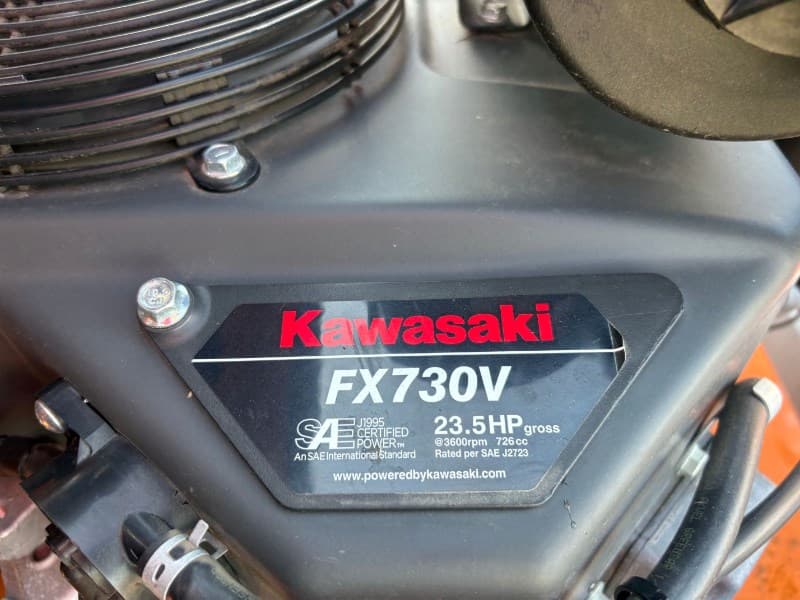 Kawasaki
FX730V
SAE J1995
CERTIFIED
POWER™
An SAE International Standard
23.5HP gross
@3600rpm 726cc
Rated per SAE J2723
www.poweredbykawasaki.com